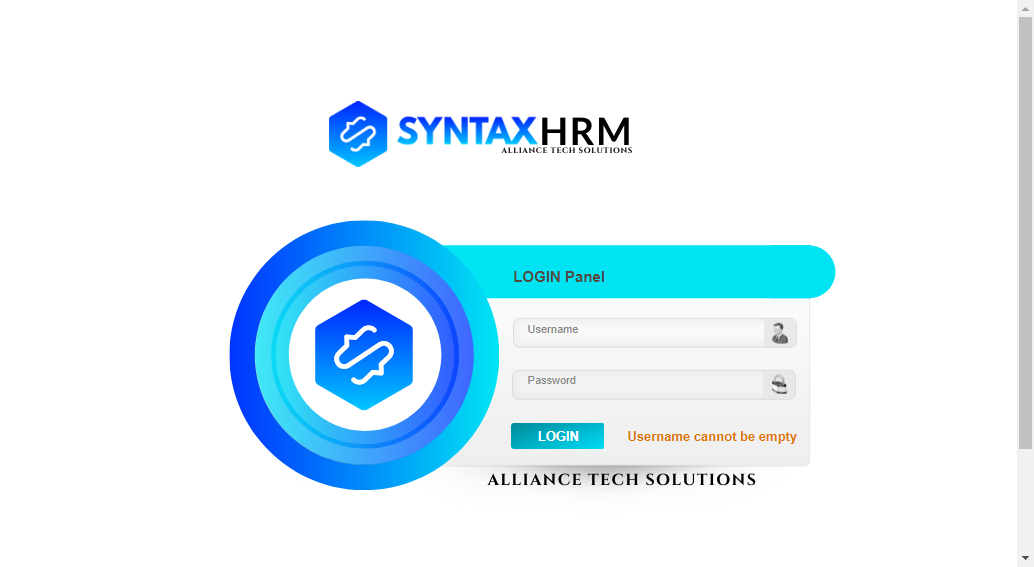 SYNTAXHRM
ALLIANCE TECH SOLUTIONS
LOGIN Panel
Username
Password
LOGIN
Username cannot be empty
ALLIANCE TECH SOLUTIONS